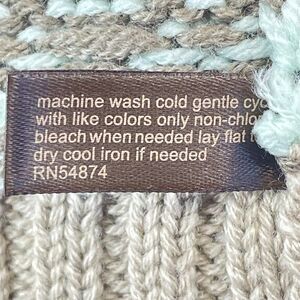 machine wash cold gentle cyc
with like colors only non-chlor
bleach when needed lay flat t
dry cool iron if needed
RN54874